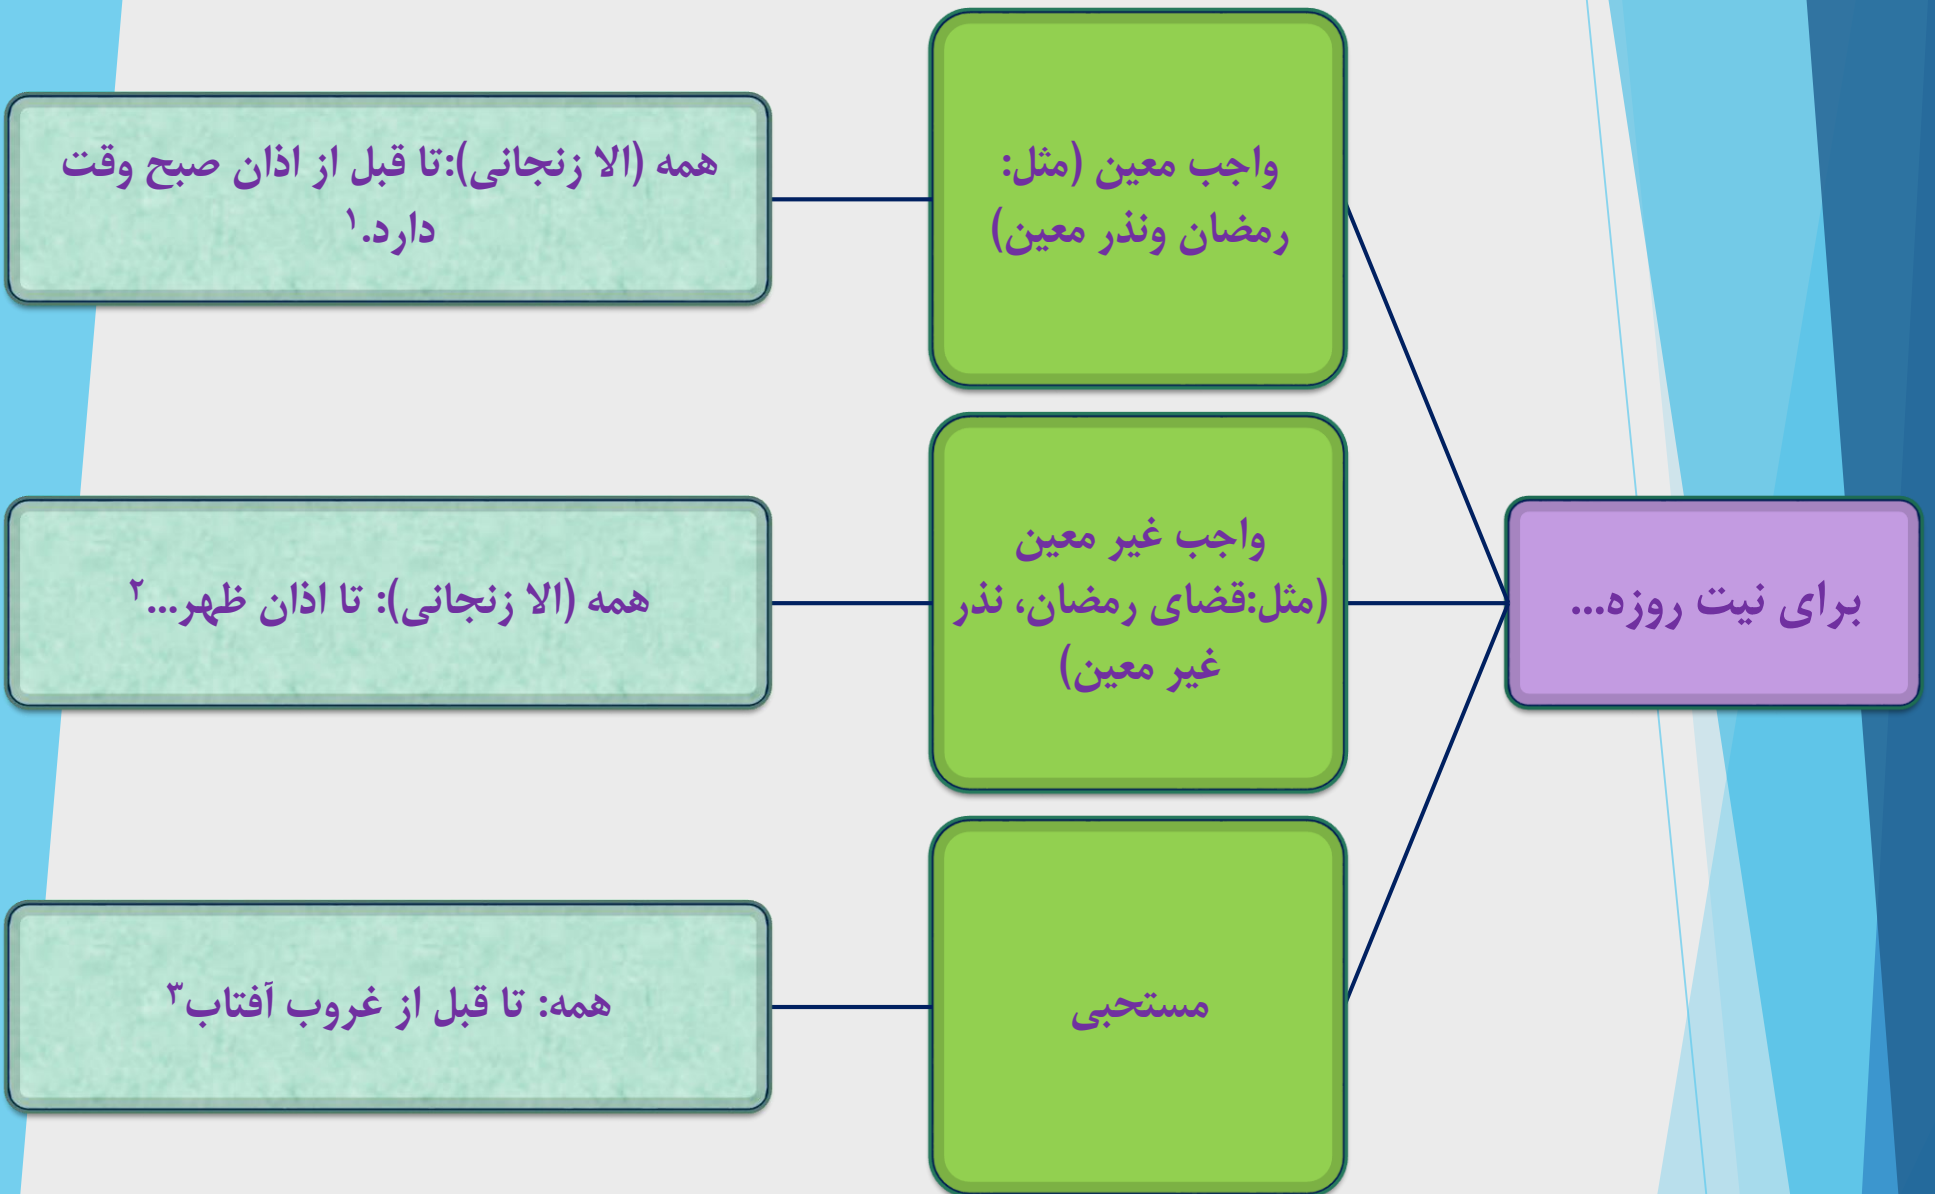 برای نیت روزه...
واجب معین (مثل:
رمضان ونذر معین)
همه (الا زنجانی):تا قبل از اذان صبح وقت
دارد.۱
واجب غیر معین
(مثل:قضای رمضان، نذر
غیر معین)
همه (الا زنجانی): تا اذان ظهر...۲
مستحبی
همه: تا قبل از غروب آفتاب۳